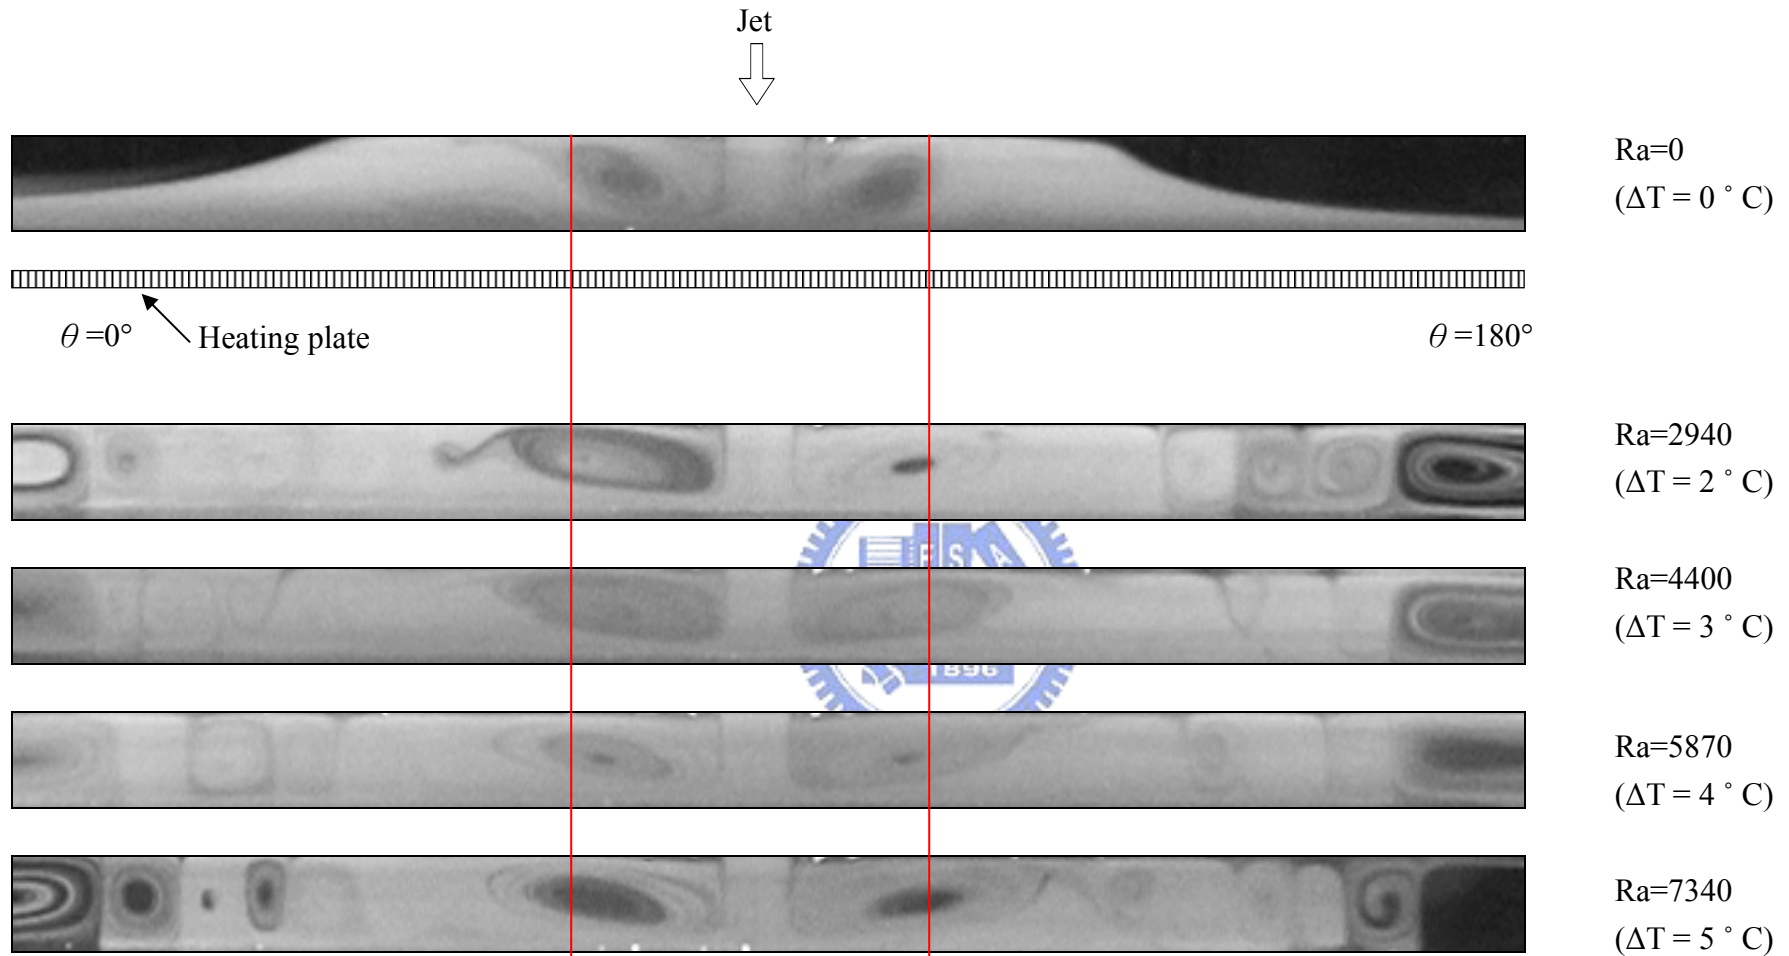 Jet
Ra=0
(ΔT = 0 ˚ C)
θ =0°
Heating plate
θ =180°
Ra=2940
(ΔT = 2 ˚ C)
E S A
Ra=4400
(ΔT = 3 ˚ C)
1896
Ra=5870
(ΔT = 4 ˚ C)
Ra=7340
(ΔT = 5 ˚ C)